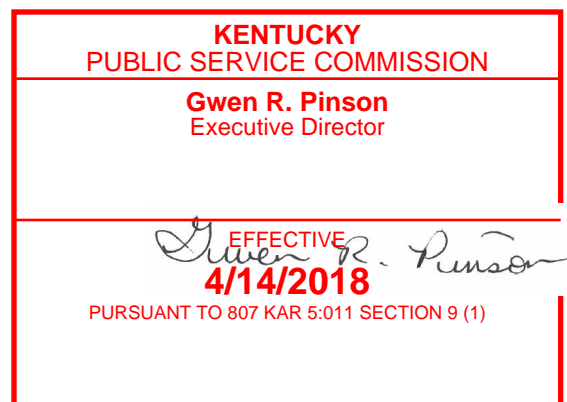 KENTUCKY
PUBLIC SERVICE COMMISSION
Gwen R. Pinson
Executive Director
EFFECTIVE
Gwen R. Pinson
4/14/2018
PURSUANT TO 807 KAR 5:011 SECTION 9 (1)